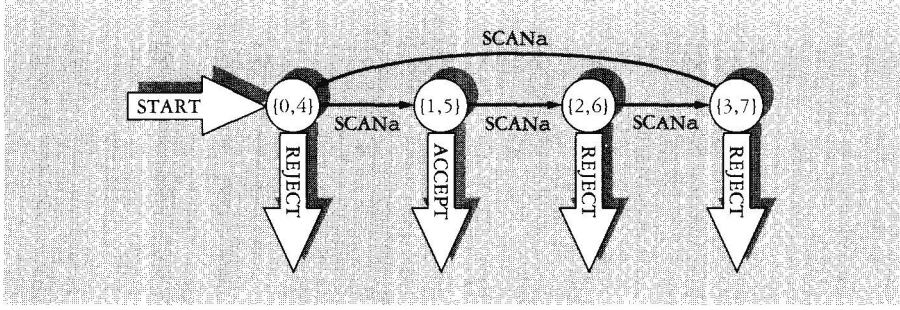 SCANa
START {0,4} {1,5} {2,6} {3,7}
SCANa SCANa SCANa
REJECT ACCEPT REJECT REJECT